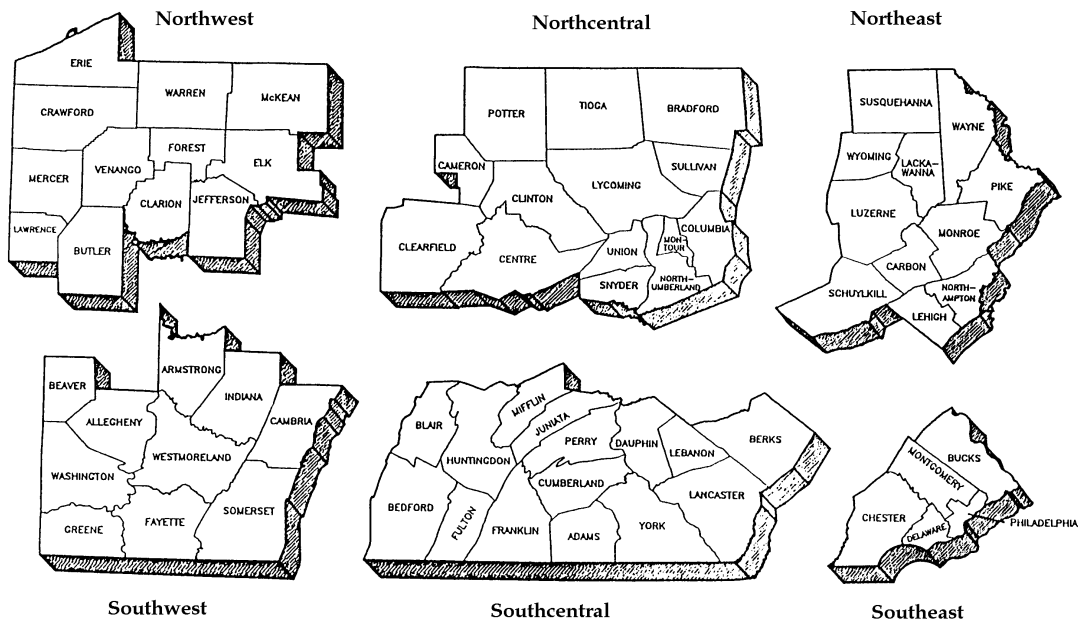 Northwest
ERIE
CRAWFORD
WARREN
McKEAN
MERCER
VENANGO
FOREST
ELK
CLARION
JEFFERSON
LAWRENCE
BUTLER
Northcentral
POTTER
TIOGA
BRADFORD
CAMERON
SULLIVAN
CLINTON
LYCOMING
CLEARFIELD
CENTRE
UNION
MON-
TOUR
COLUMBIA
SNYDER
NORTH-
UMBERLAND
Northeast
SUSQUEHANNA
WAYNE
WYOMING
LACKA-
WANNA
PIKE
LUZERNE
MONROE
CARBON
SCHUYLKILL
NORTH-
AMPTON
LEHIGH
BEAVER
ARMSTRONG
INDIANA
ALLEGHENY
CAMBRIA
WESTMORELAND
WASHINGTON
GREENE
FAYETTE
SOMERSET
Southwest
MIFFLIN
BLAIR
JUNIATA
PERRY
DAUPHIN
BERKS
HUNTINGDON
LEBANON
CUMBERLAND
LANCASTER
BEDFORD
FULTON
FRANKLIN
ADAMS
YORK
Southcentral
BUCKS
MONTGOMERY
CHESTER
DELAWARE
PHILADELPHIA
Southeast